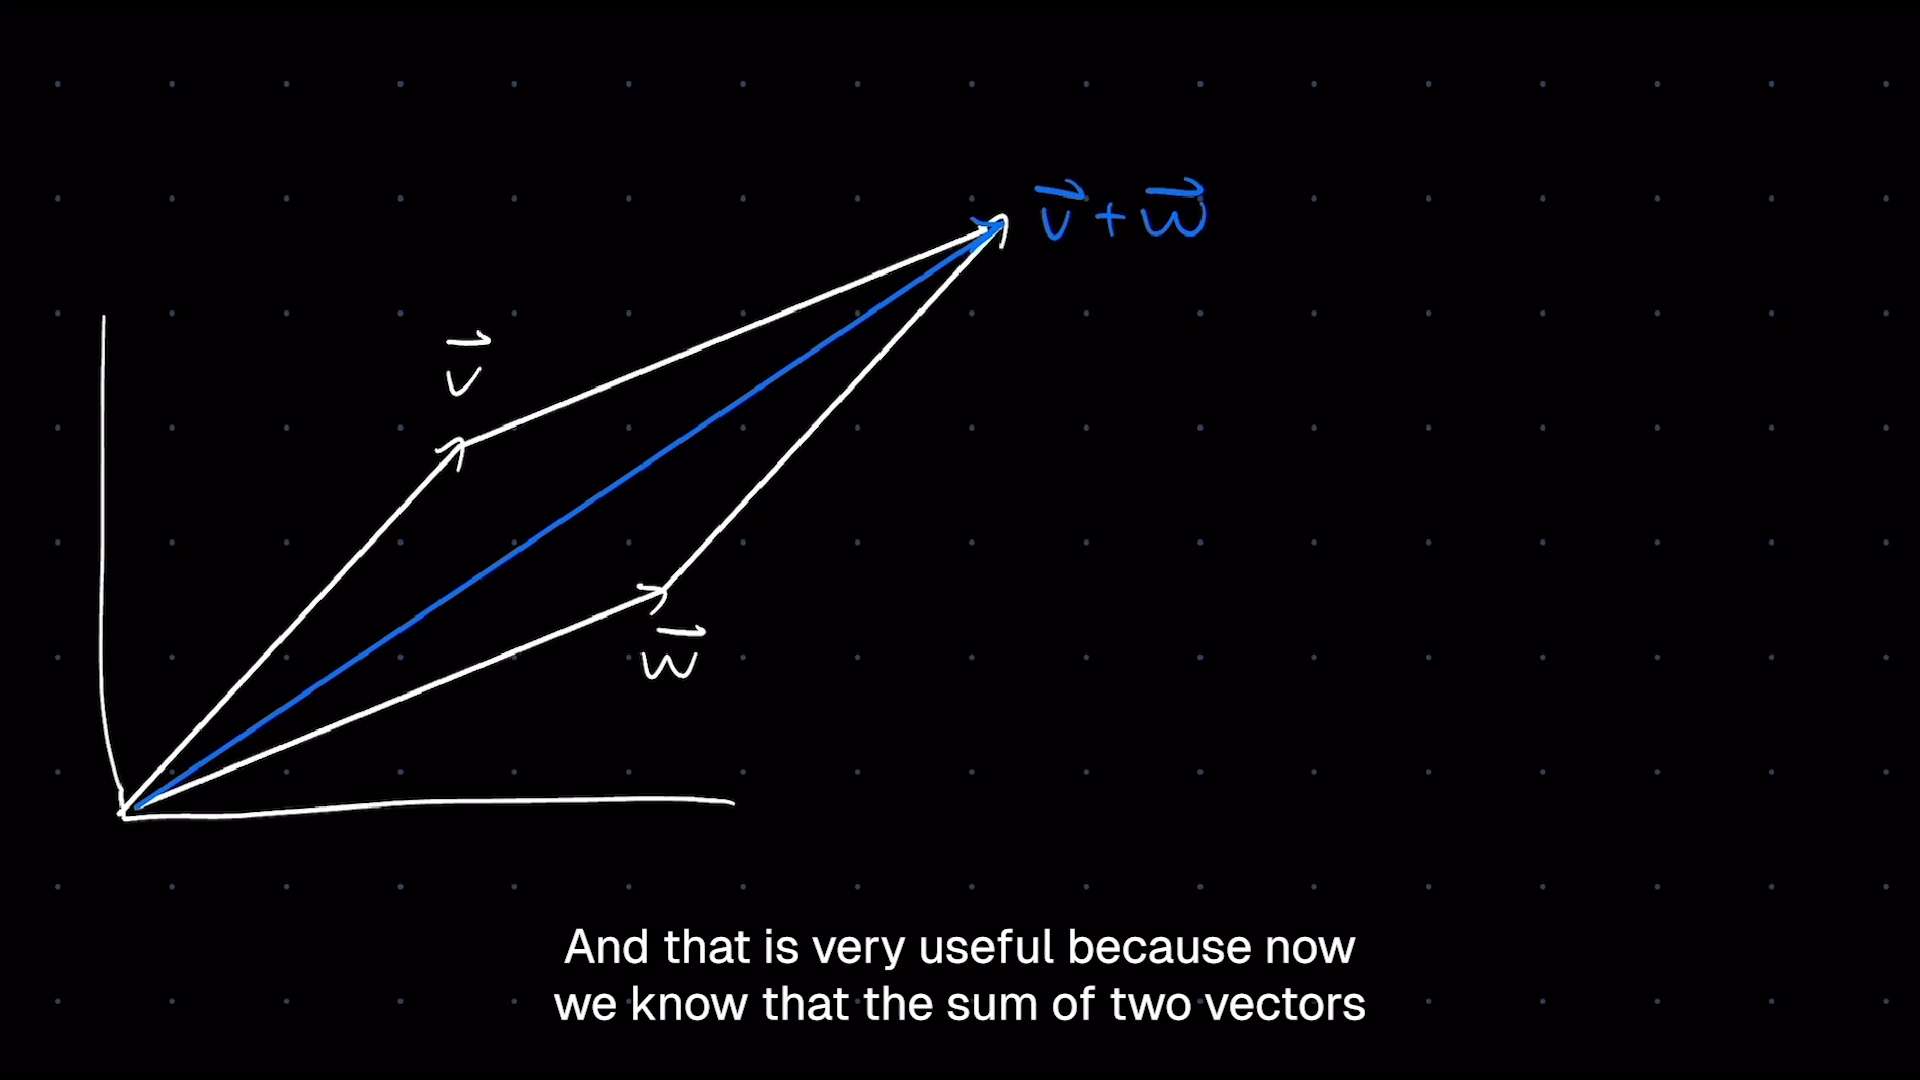 v⃗ + w⃗
v⃗
w⃗
And that is very useful because now
we know that the sum of two vectors